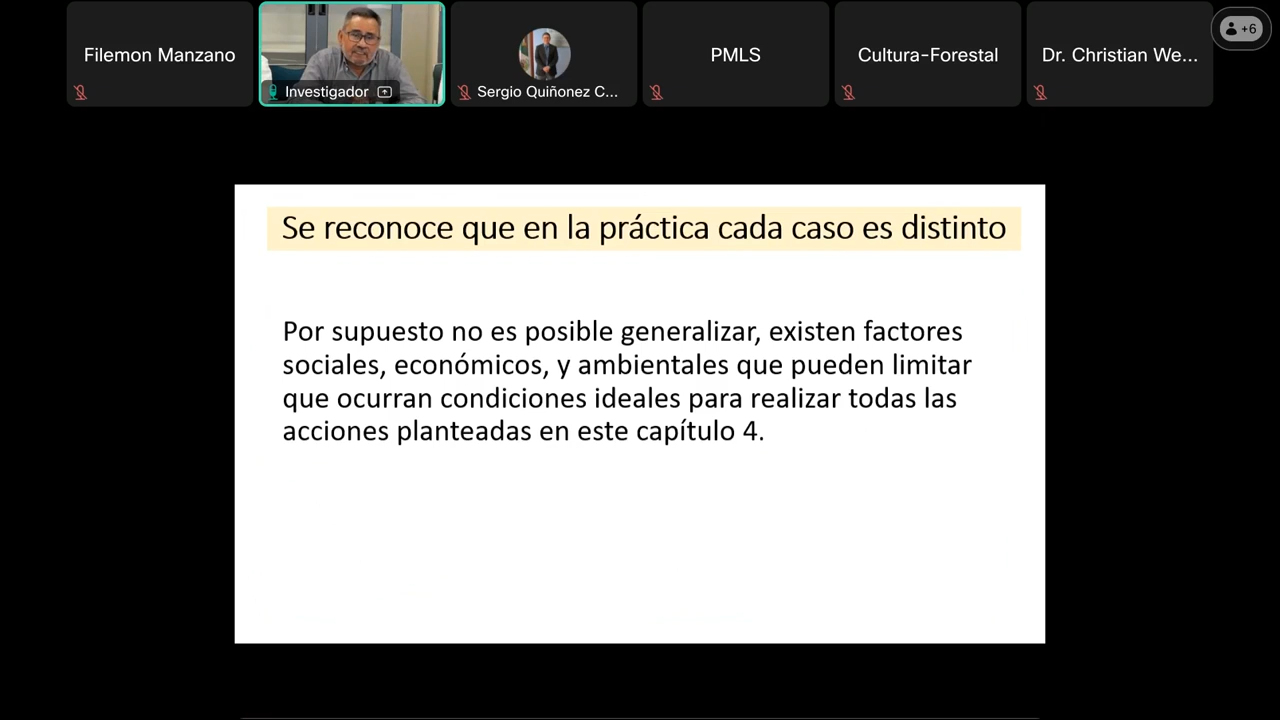 Filemon Manzano
Investigador
Sergio Quiñonez C...
PMLS
Cultura-Forestal
Dr. Christian We...
+6
Se reconoce que en la práctica cada caso es distinto
Por supuesto no es posible generalizar, existen factores
sociales, económicos, y ambientales que pueden limitar
que ocurran condiciones ideales para realizar todas las
acciones planteadas en este capítulo 4.